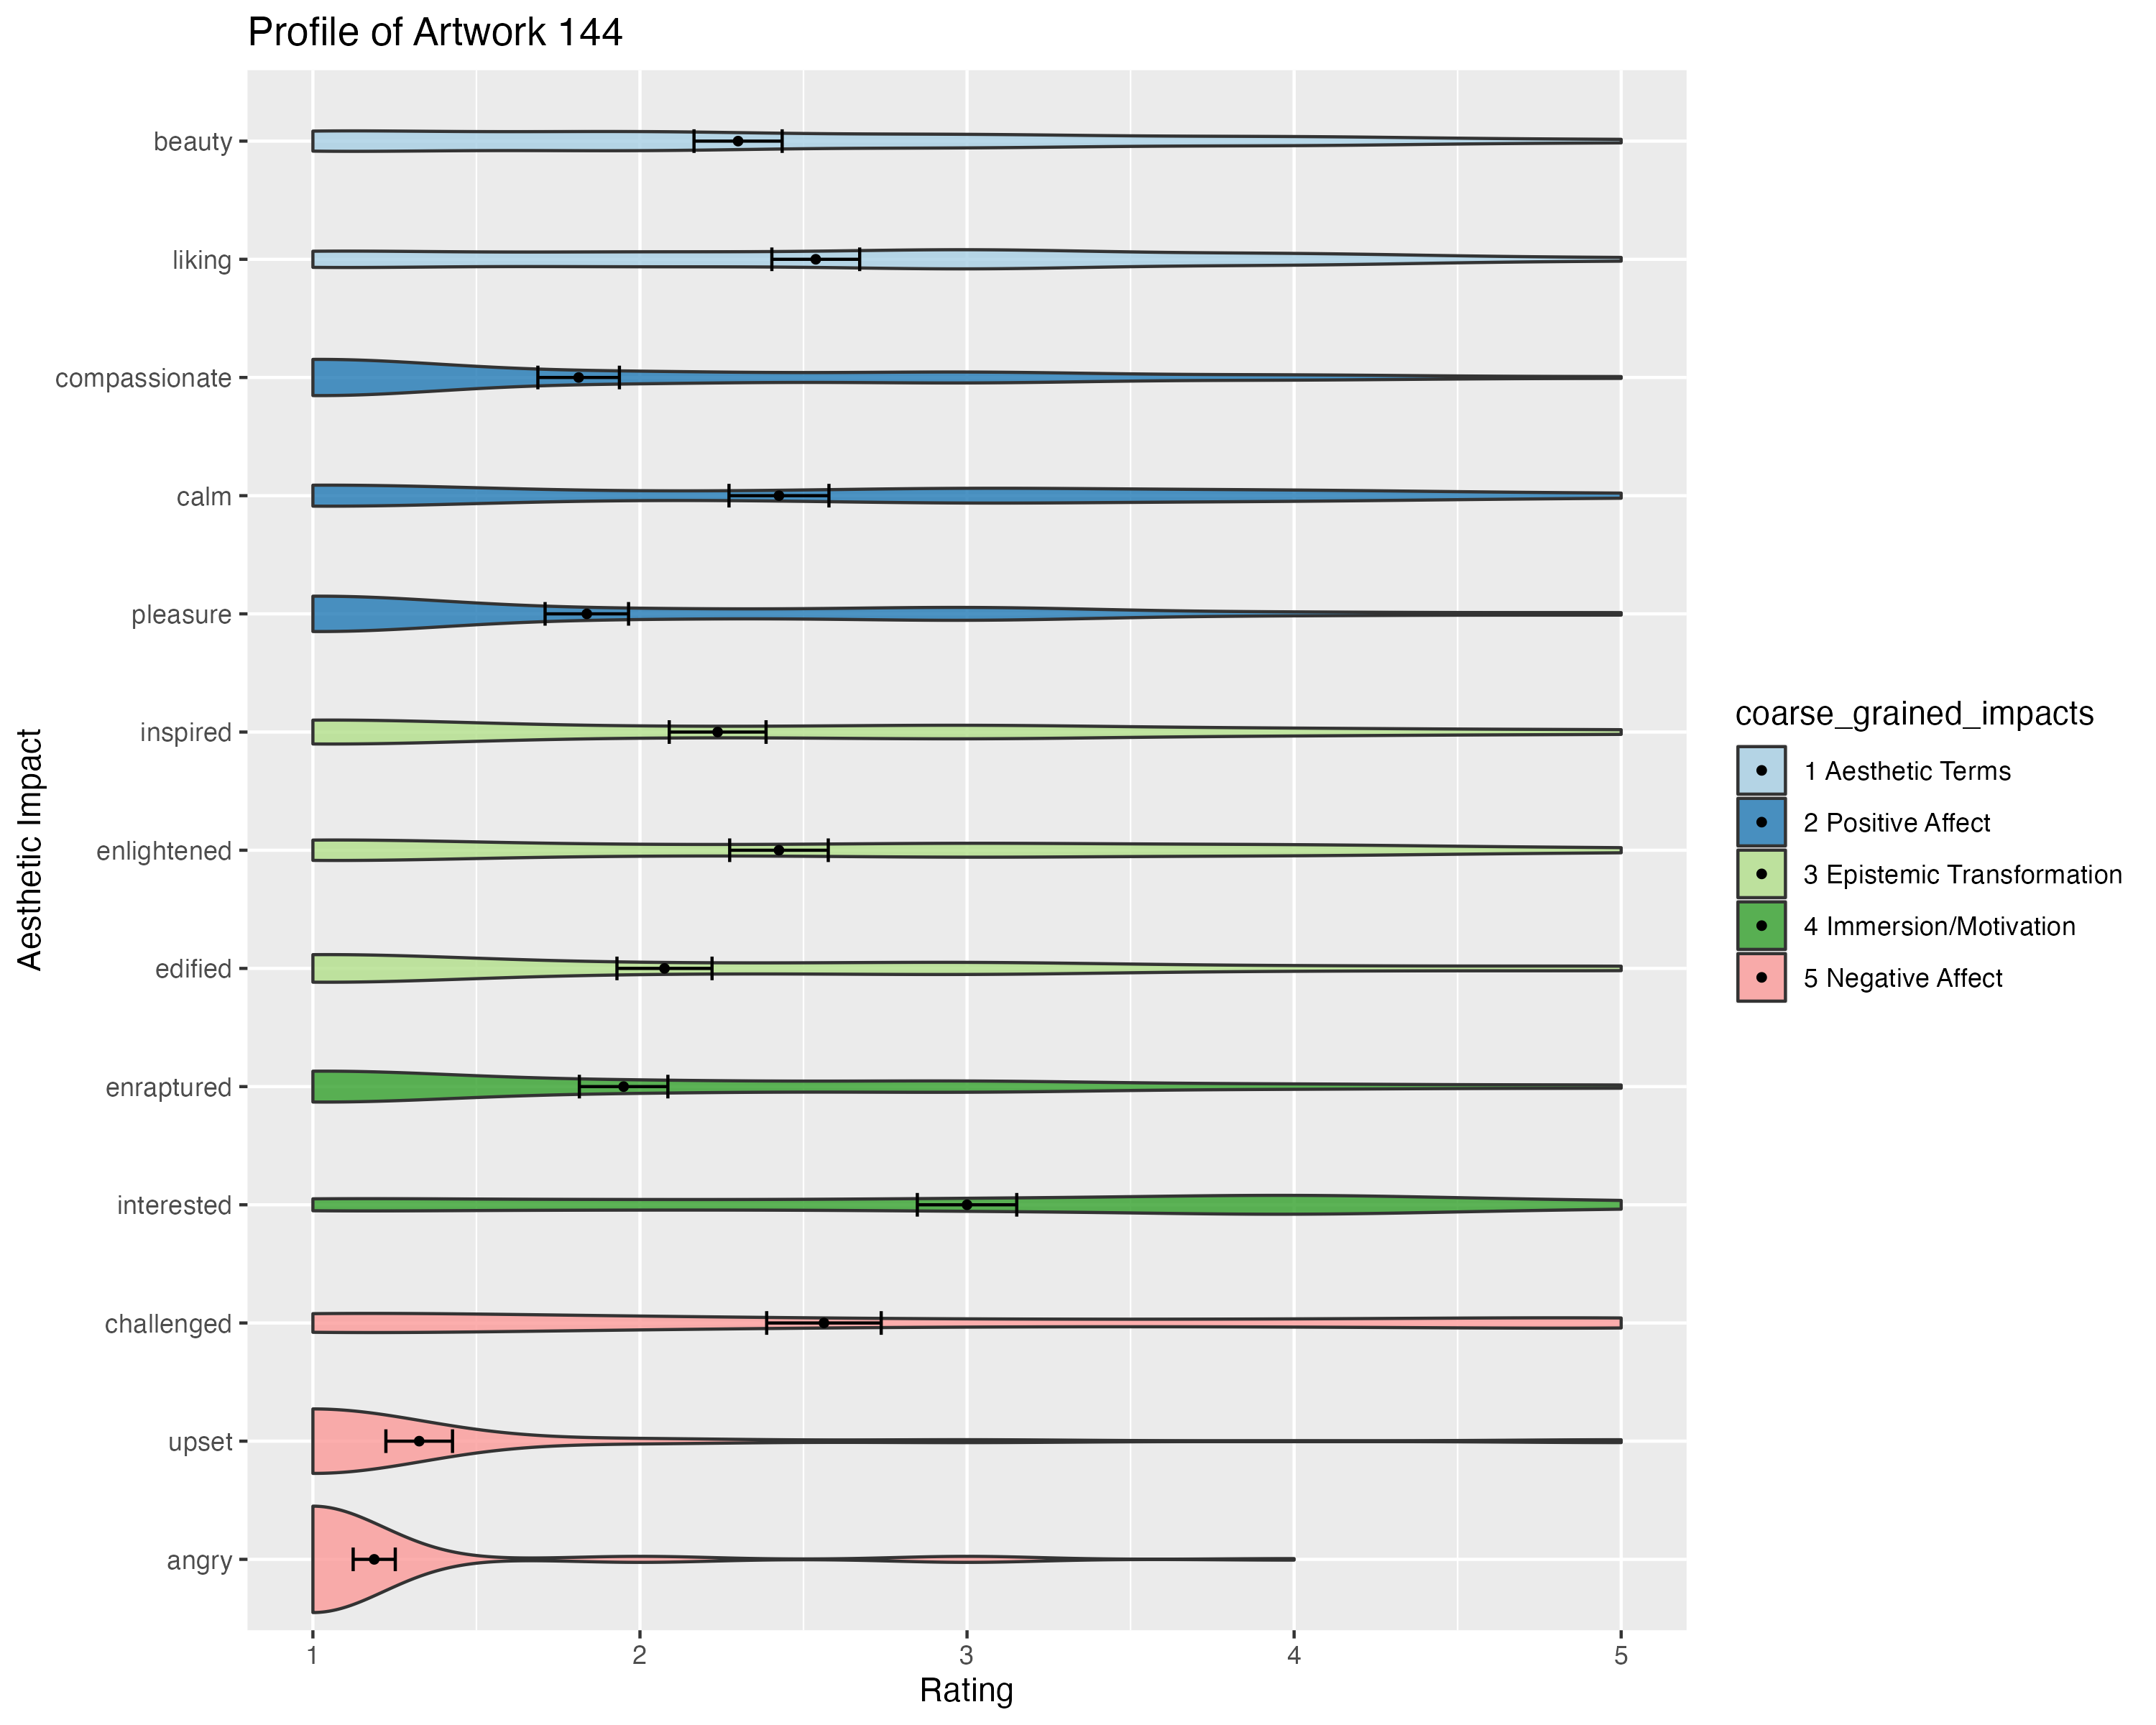 Profile of Artwork 144
beauty
liking
compassionate
calm
pleasure
inspired
enlightened
edified
enraptured
interested
challenged
upset
angry
Aesthetic Impact
1 2 3 4 5
Rating
coarse_grained_impacts
1 Aesthetic Terms
2 Positive Affect
3 Epistemic Transformation
4 Immersion/Motivation
5 Negative Affect